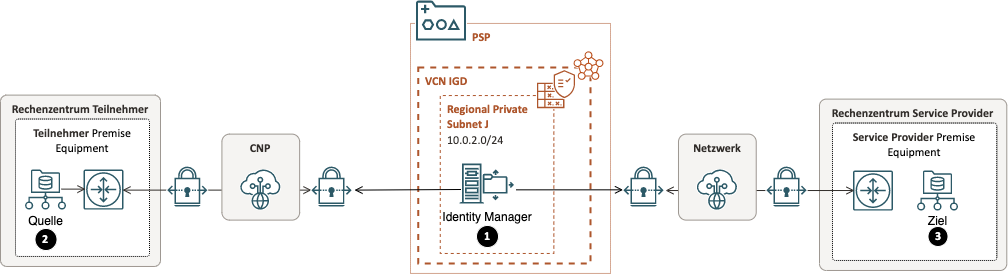 PSP
VCN IGD
Regional Private
Subnet J
10.0.2.0/24
Identity Manager
1
Rechenzentrum Teilnehmer
Teilnehmer Premise
Equipment
Quelle
2
CNP
Netzwerk
Rechenzentrum Service Provider
Service Provider Premise
Equipment
Ziel
3